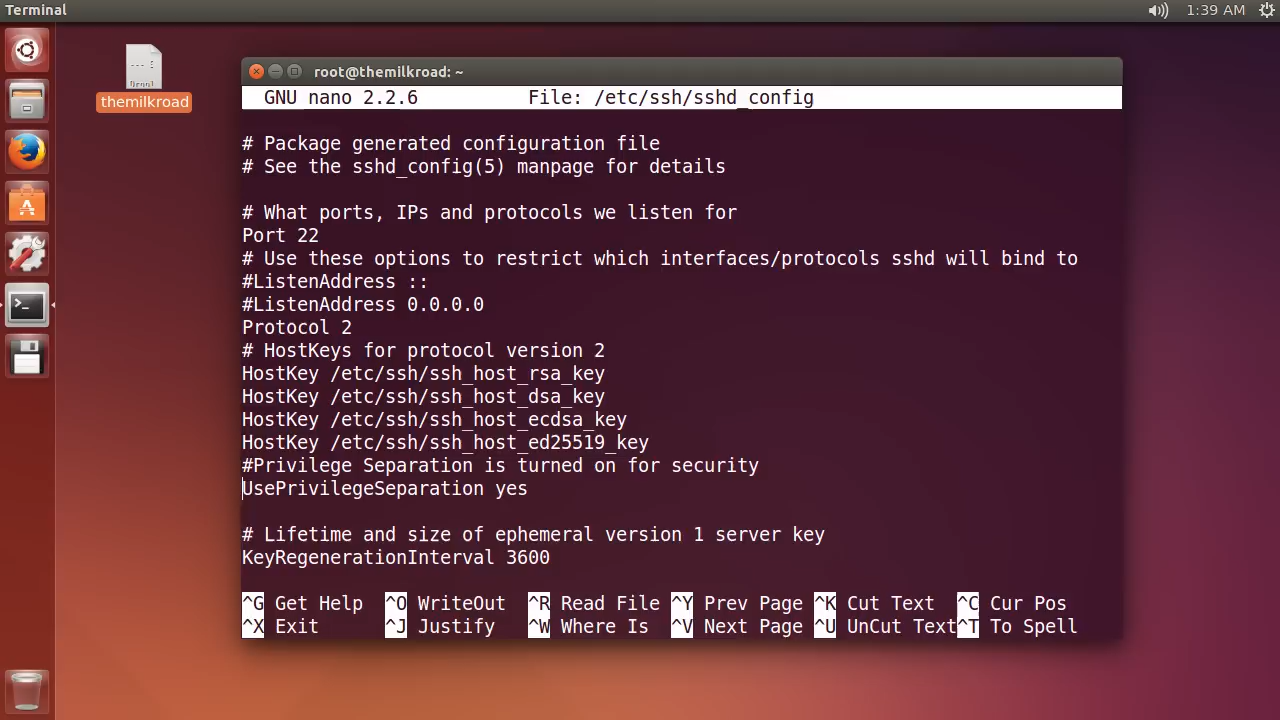 Terminal
1:39 AM
themilkroad
root@themilkroad: ~
GNU nano 2.2.6 File: /etc/ssh/sshd_config
# Package generated configuration file
# See the sshd_config(5) manpage for details
# What ports, IPs and protocols we listen for
Port 22
# Use these options to restrict which interfaces/protocols sshd will bind to
#ListenAddress ::
#ListenAddress 0.0.0.0
Protocol 2
# HostKeys for protocol version 2
HostKey /etc/ssh/ssh_host_rsa_key
HostKey /etc/ssh/ssh_host_dsa_key
HostKey /etc/ssh/ssh_host_ecdsa_key
HostKey /etc/ssh/ssh_host_ed25519_key
#Privilege Separation is turned on for security
UsePrivilegeSeparation yes
# Lifetime and size of ephemeral version 1 server key
KeyRegenerationInterval 3600
^G Get Help ^O WriteOut ^R Read File ^Y Prev Page ^K Cut Text ^C Cur Pos
^X Exit ^J Justify ^W Where Is ^V Next Page ^U UnCut Text ^T To Spell